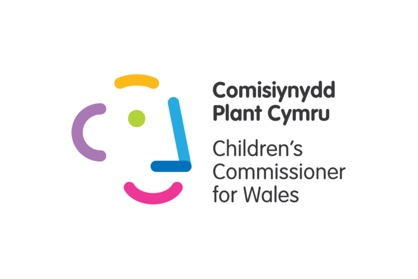 Comisiynydd
Plant Cymru
Children's
Commissioner
for Wales